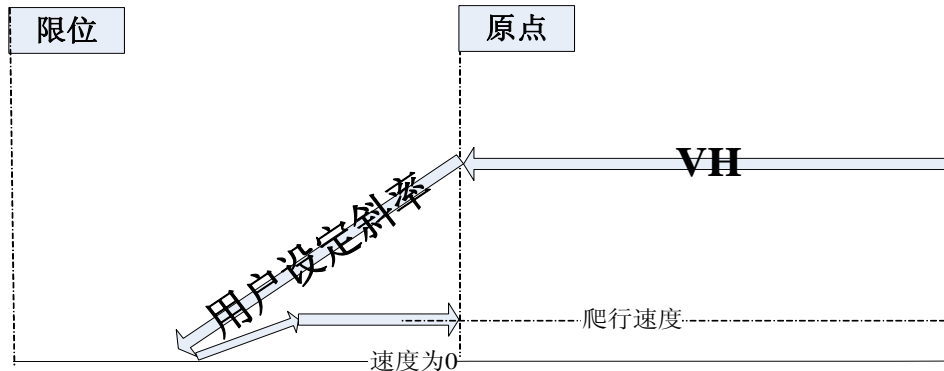 限位
原点
VH
用户设定斜率
爬行速度
速度为0